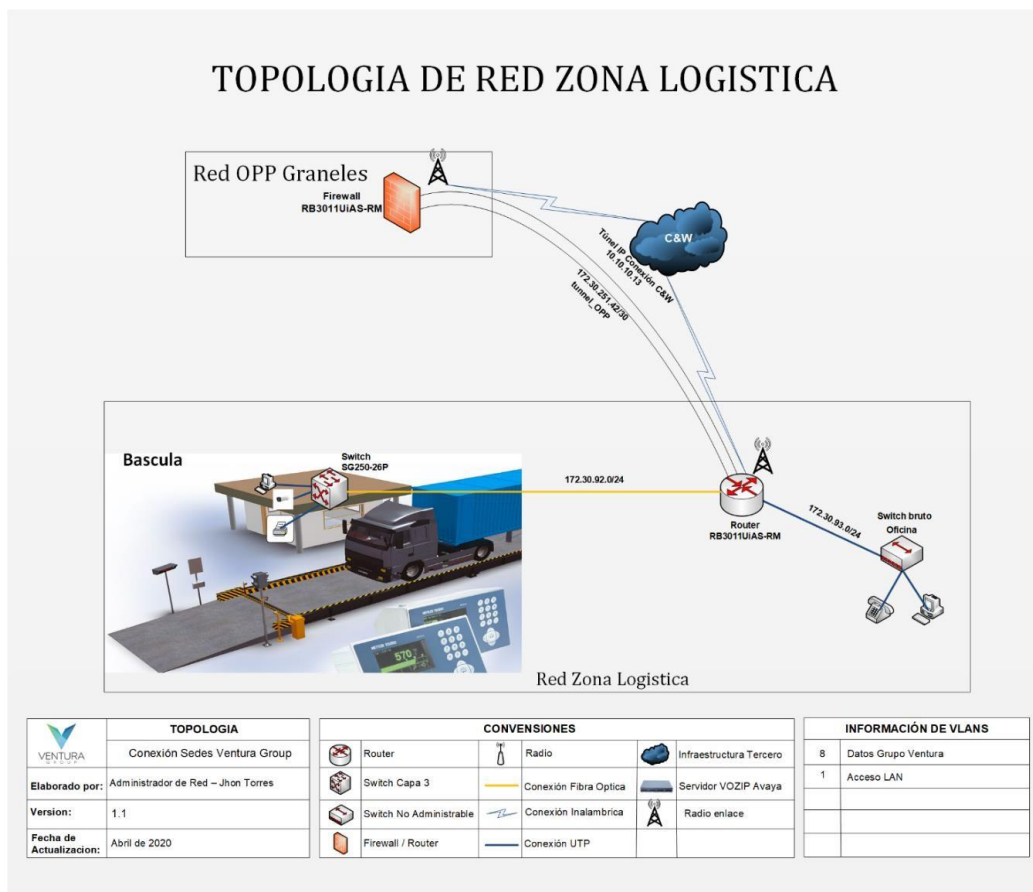 TOPOLOGIA DE RED ZONA LOGISTICA
Red OPP Graneles
Firewall
RB3011UiAS-RM
C&W
Túnel IP Conexión C&W
10.10.10.13
172.30.251.42/30
tunnel_OPP
Bascula
Switch
SG250-26P
172.30.92.0/24
Router
RB3011UiAS-RM
172.30.93.0/24
Switch bruto
Oficina
METTLER TOLEDO
570
Red Zona Logistica
VENTURA
GROUP
TOPOLOGIA
Conexión Sedes Ventura Group
Elaborado por:
Administrador de Red – Jhon Torres
Version:
1.1
Fecha de
Actualizacion:
Abril de 2020
CONVENSIONES
Router
Radio
Infraestructura Tercero
Switch Capa 3
Conexión Fibra Optica
Servidor VOZIP Avaya
Switch No Administrable
Conexión Inalambrica
Radio enlace
Firewall / Router
Conexión UTP
INFORMACIÓN DE VLANS
8 Datos Grupo Ventura
1 Acceso LAN